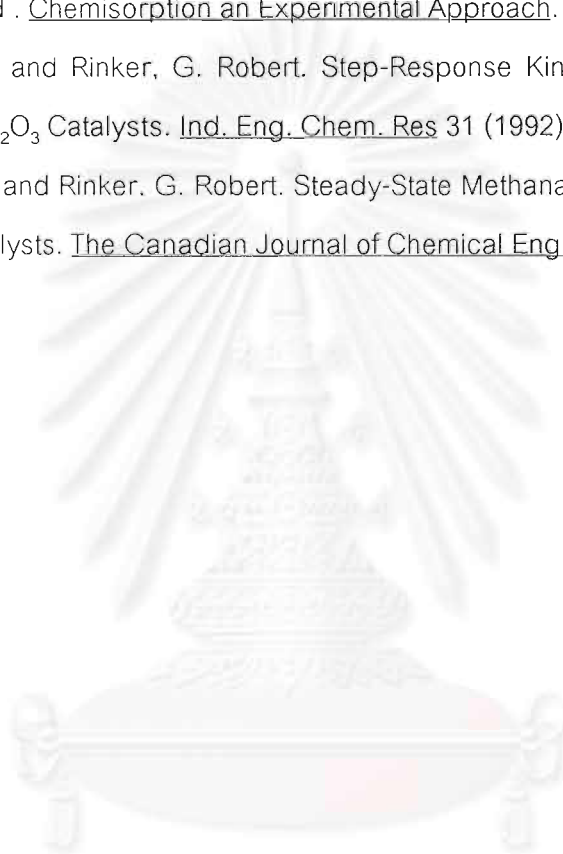 d . Chemisorption an Experimental Approach.
and Rinker, G. Robert. Step-Response Kin
₂O₃ Catalysts. Ind. Eng. Chem. Res 31 (1992)
and Rinker. G. Robert. Steady-State Methana
lysts. The Canadian Journal of Chemical Eng